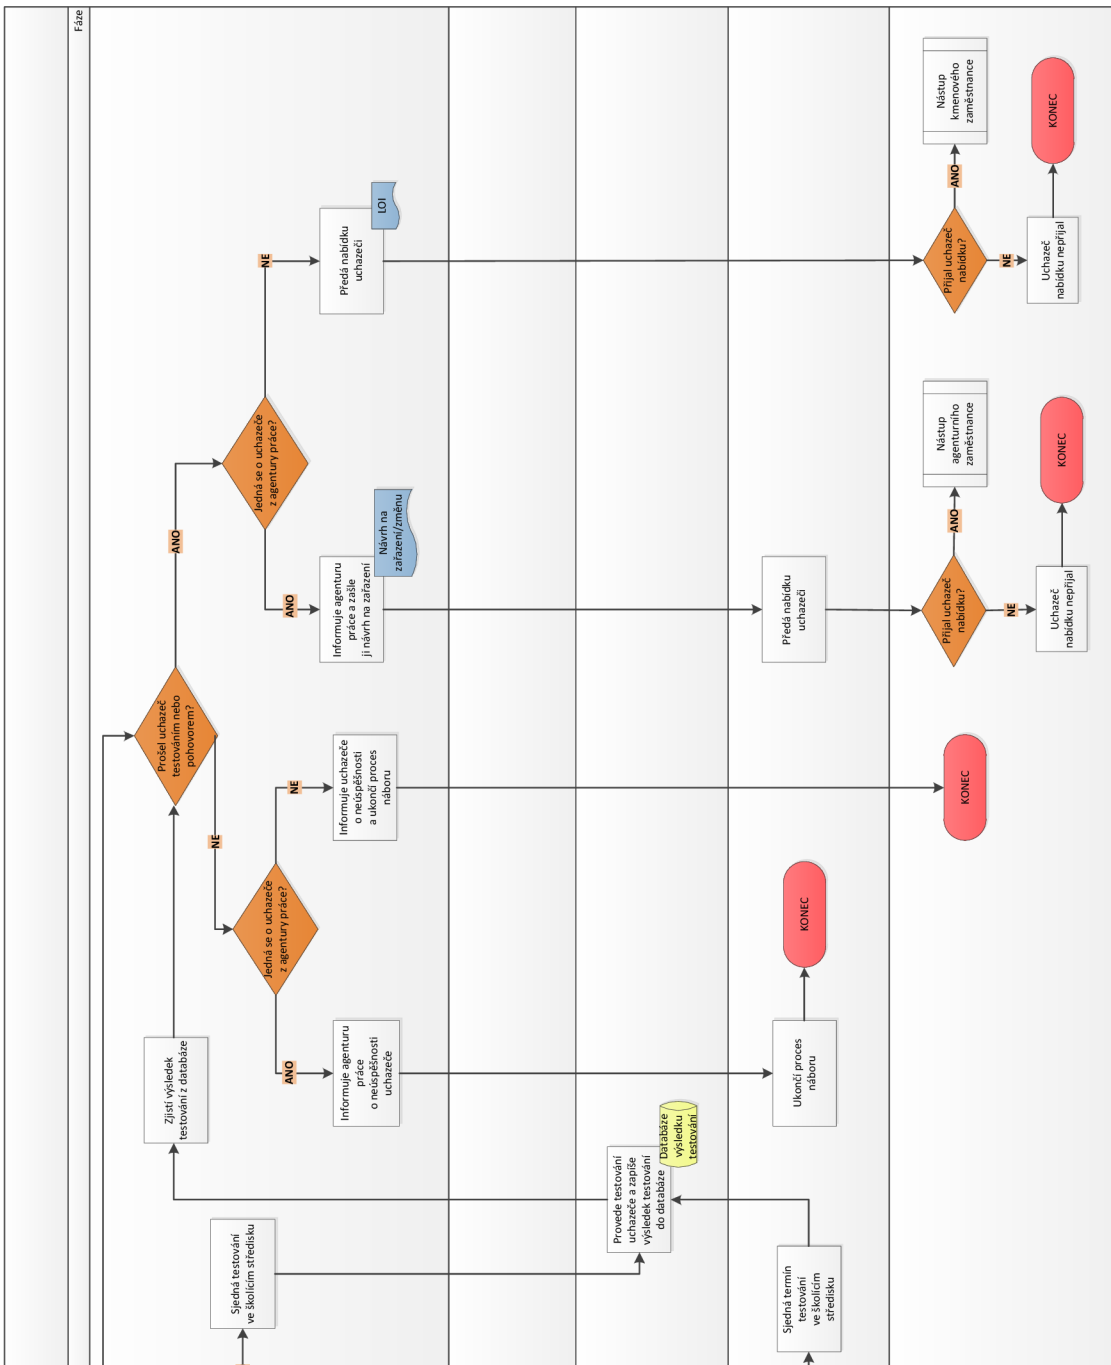 Fáze
Sjedná testování
ve školicím středisku
Zjistí výsledek
testování z databáze
Prošel uchazeč
testováním nebo
pohovorem?
NE
ANO
Jedná se o uchazeče
z agentury práce?
ANO
NE
Informuje agenturu
práce
o neúspěšnosti
uchazeče
Informuje uchazeče
o neúspěšnosti
a ukončí proces
náboru
Jedná se o uchazeče
z agentury práce?
ANO
NE
Informuje agenturu
práce a zašle
ji návrh na zařazení
Návrh na
zařazení/změnu
Předá nabídku
uchazeči
LOI
Provede testování
uchazeče a zapíše
výsledek testování
do databáze
Databáze
výsledku
testování
Sjedná termín
testování
ve školicím
středisku
Ukončí proces
náboru
KONEC
Předá nabídku
uchazeči
KONEC
Přijal uchazeč
nabídku?
ANO
Nástup
agenturního
zaměstnance
NE
Uchazeč
nabídku nepřijal
KONEC
Přijal uchazeč
nabídku?
ANO
Nástup
kmenového
zaměstnance
NE
Uchazeč
nabídku nepřijal
KONEC